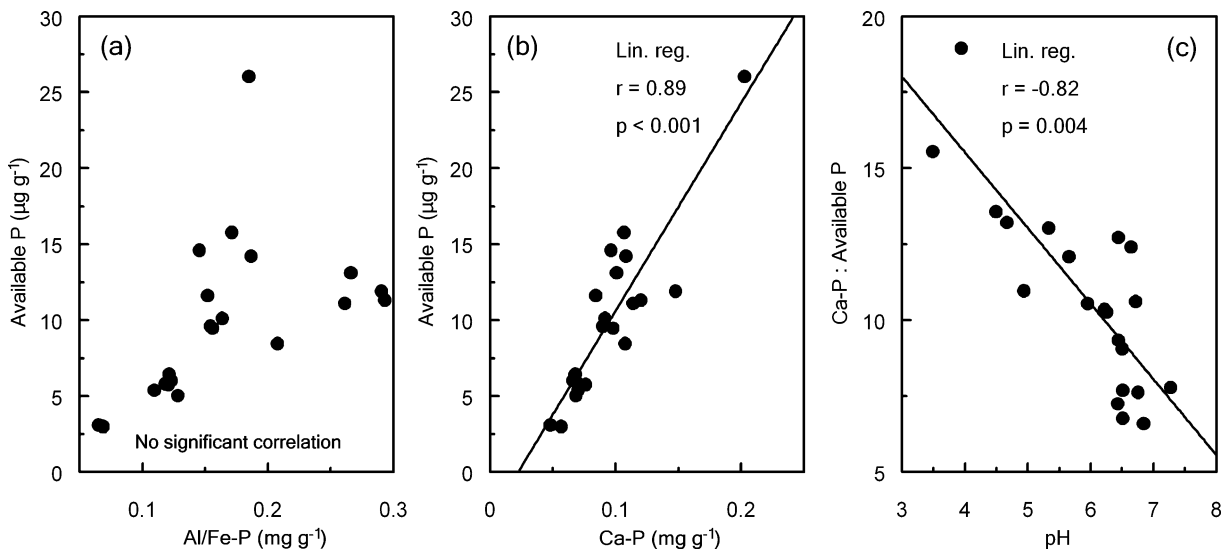 (a)
30
25
20
15
10
5
0
Available P (µg g-1)
No significant correlation
0.1
0.2
0.3
Al/Fe-P (mg g-1)
(b)
Lin. reg.
r = 0.89
p < 0.001
30
25
20
15
10
5
0
Available P (µg g-1)
0
0.1
0.2
Ca-P (mg g-1)
(c)
Lin. reg.
r = -0.82
p = 0.004
20
15
10
5
Ca-P : Available P
3
4
5
6
7
8
pH